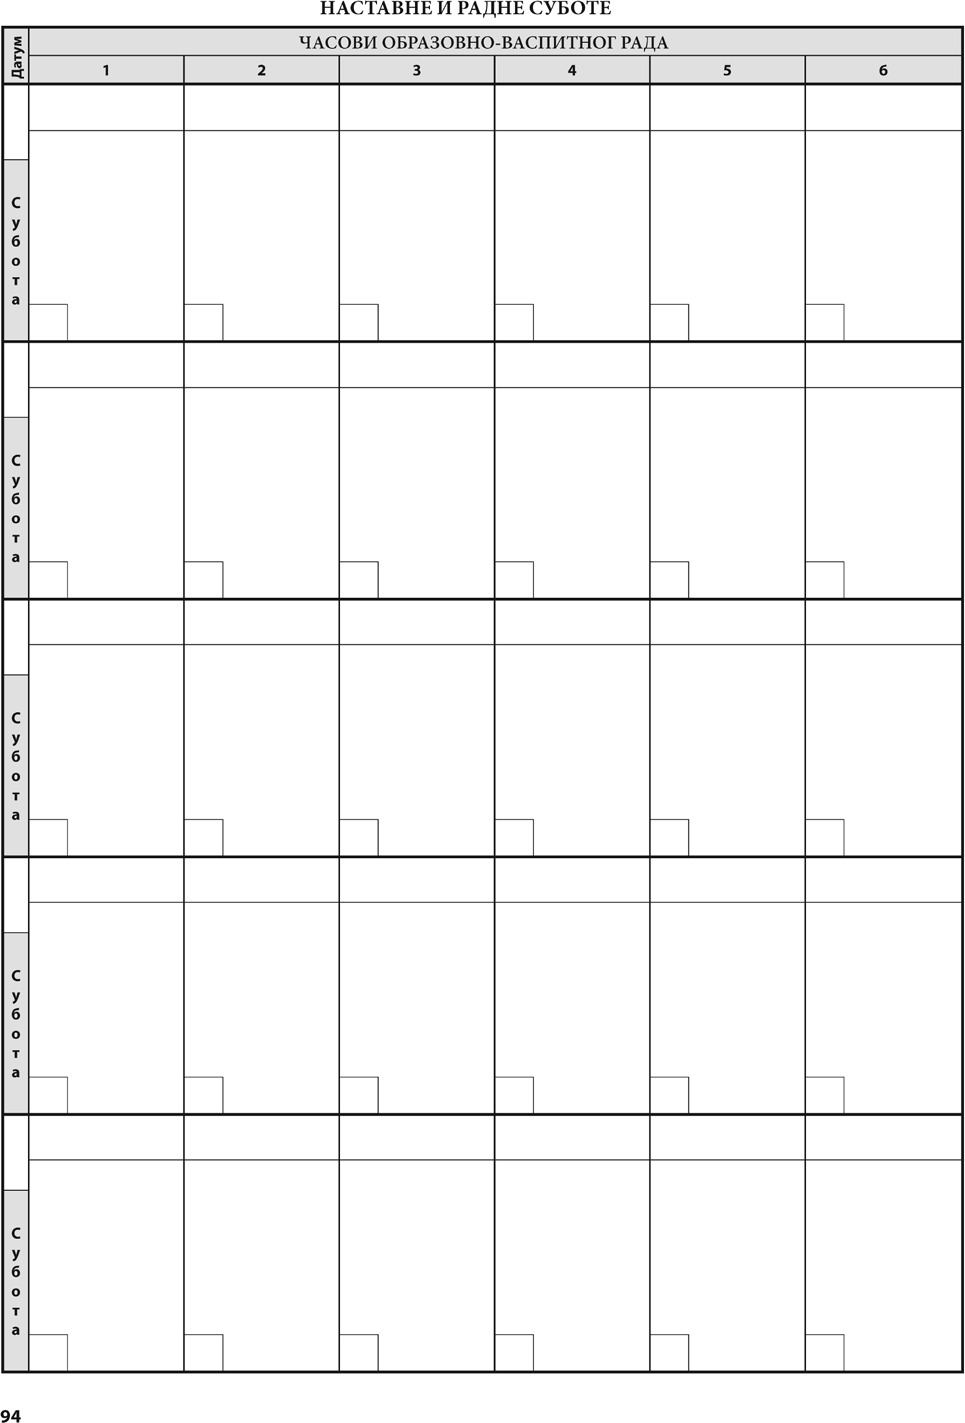 НАСТАВНЕ И РАДНЕ СУБОТЕ
Датум
ЧАСОВИ ОБРАЗОВНО-ВАСПИТНОГ РАДА
1 2 3 4 5 6
Субота
Субота
Субота
Субота
Субота
94